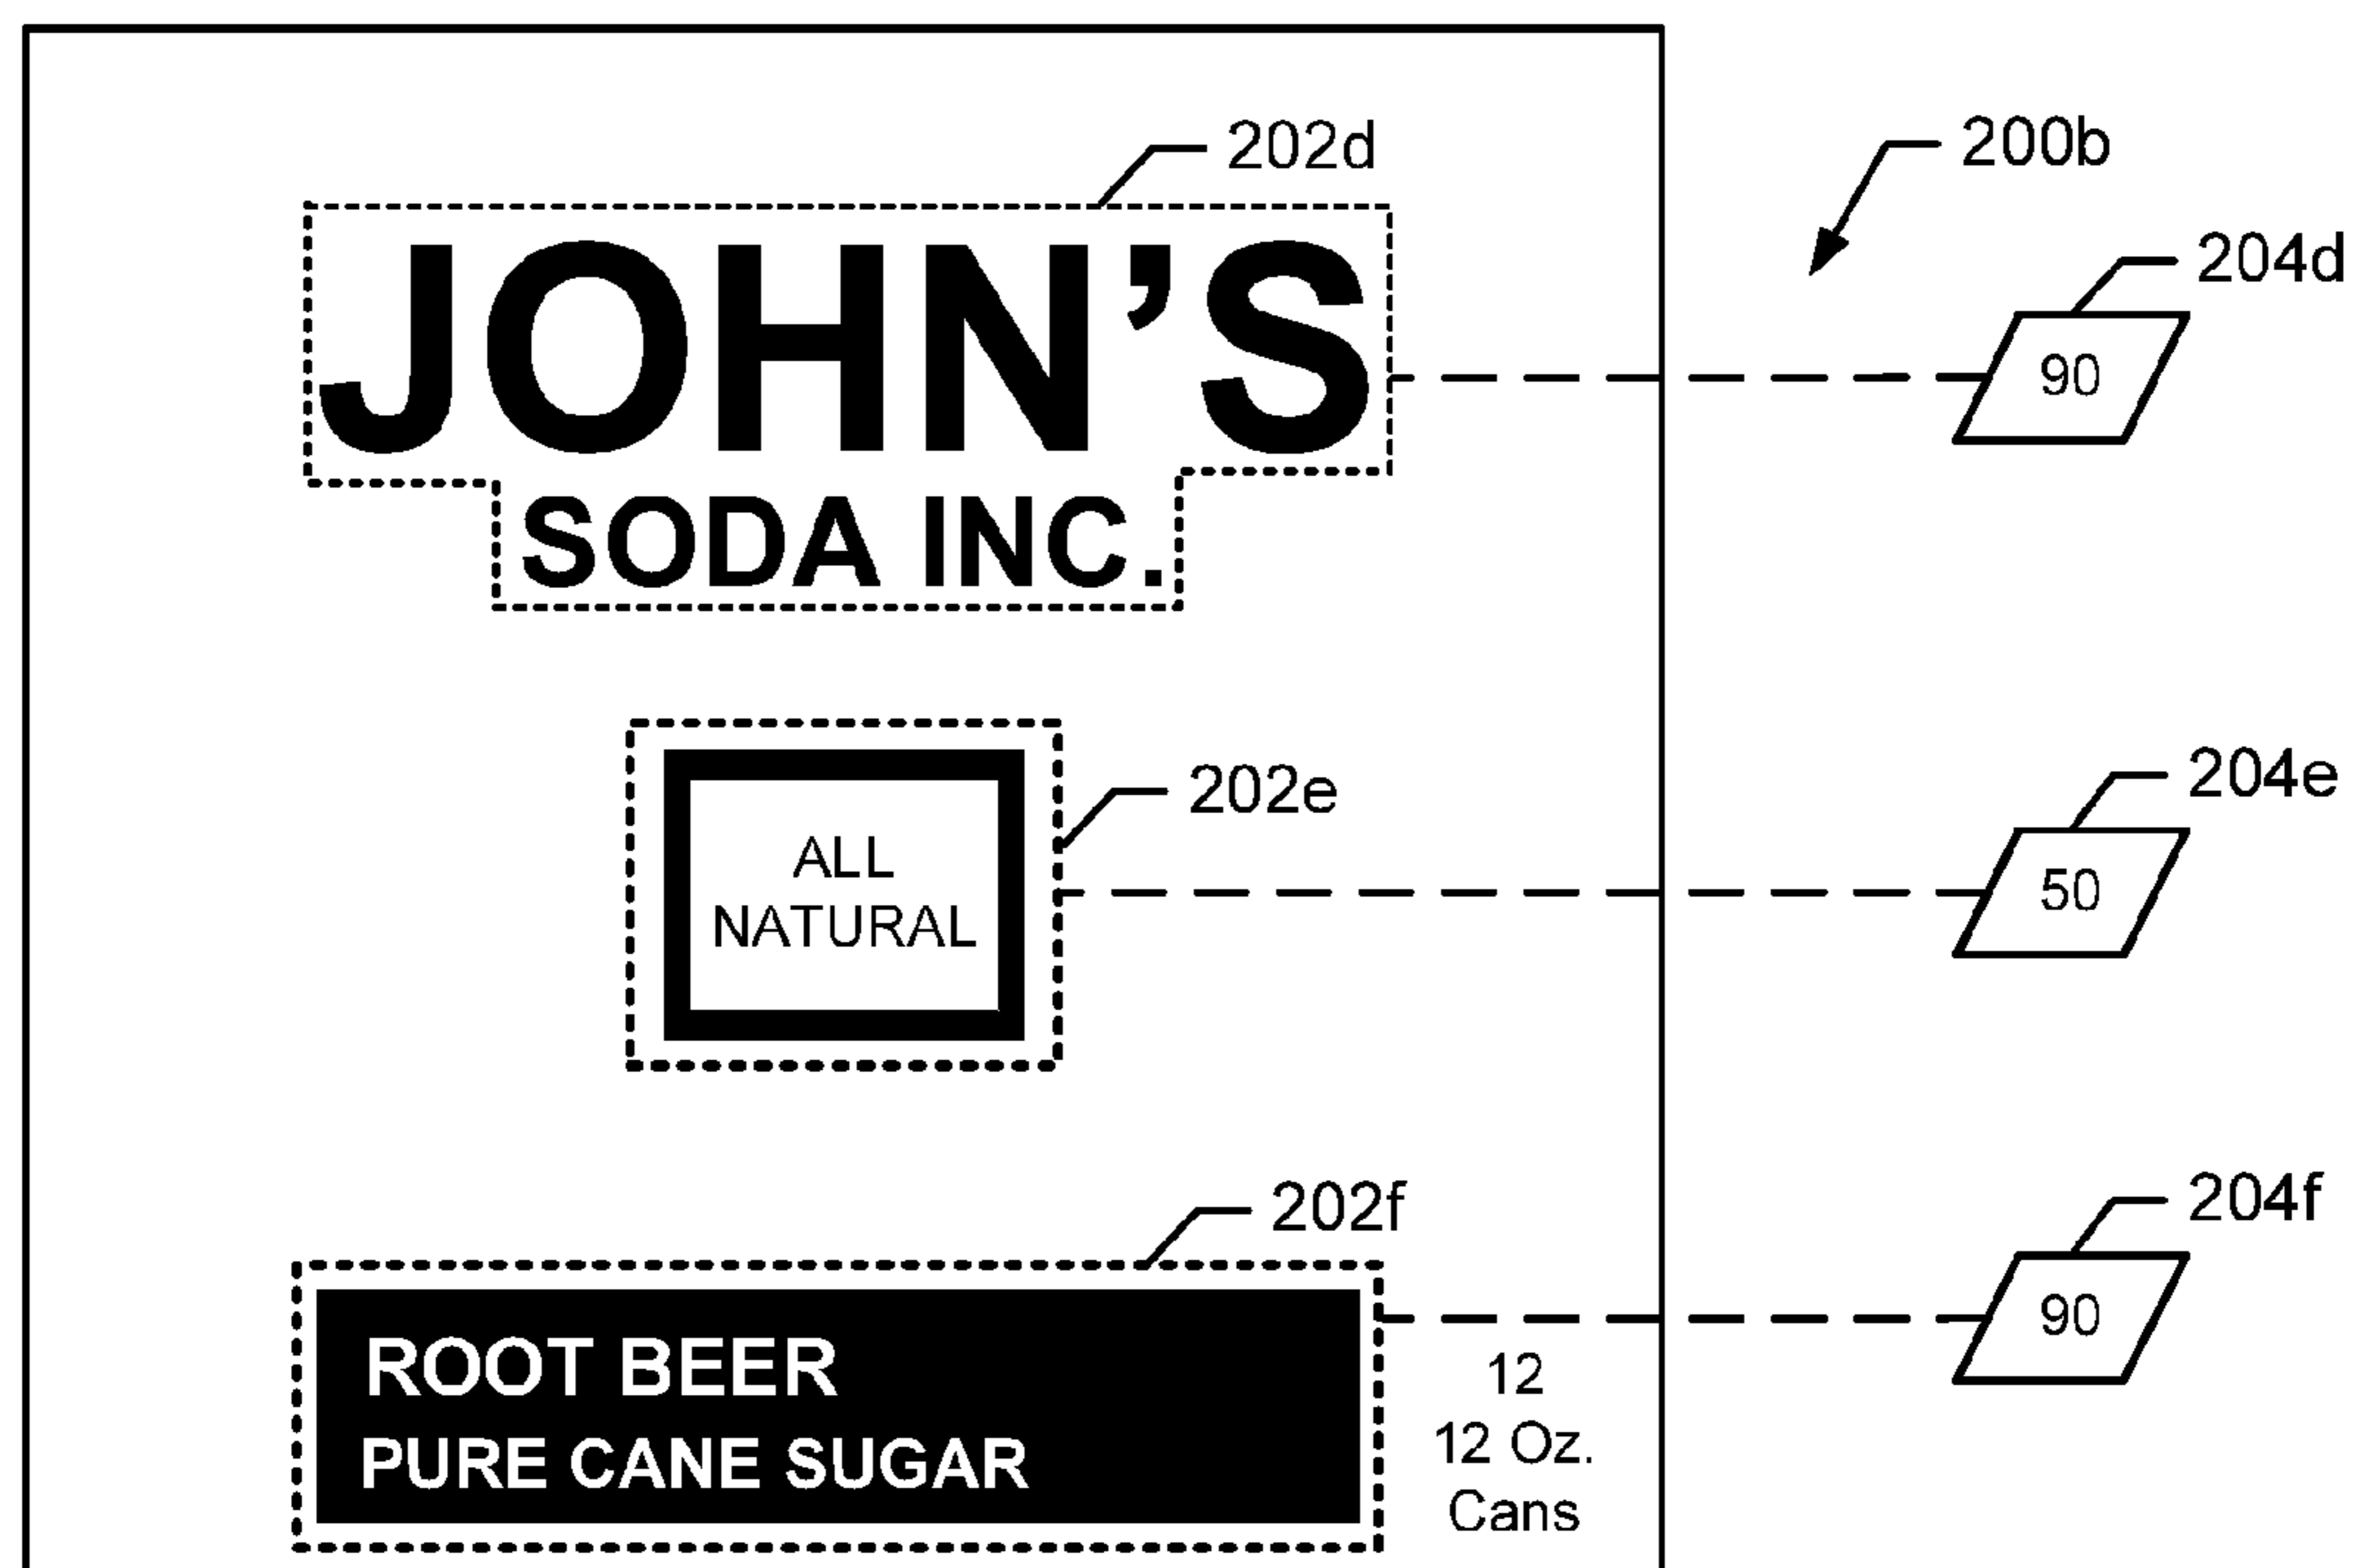 202d
200b
204d
JOHN'S
90
SODA INC.
204e
202e
ALL
NATURAL
50
202f
204f
90
ROOT BEER
PURE CANE SUGAR
12
12 Oz.
Cans